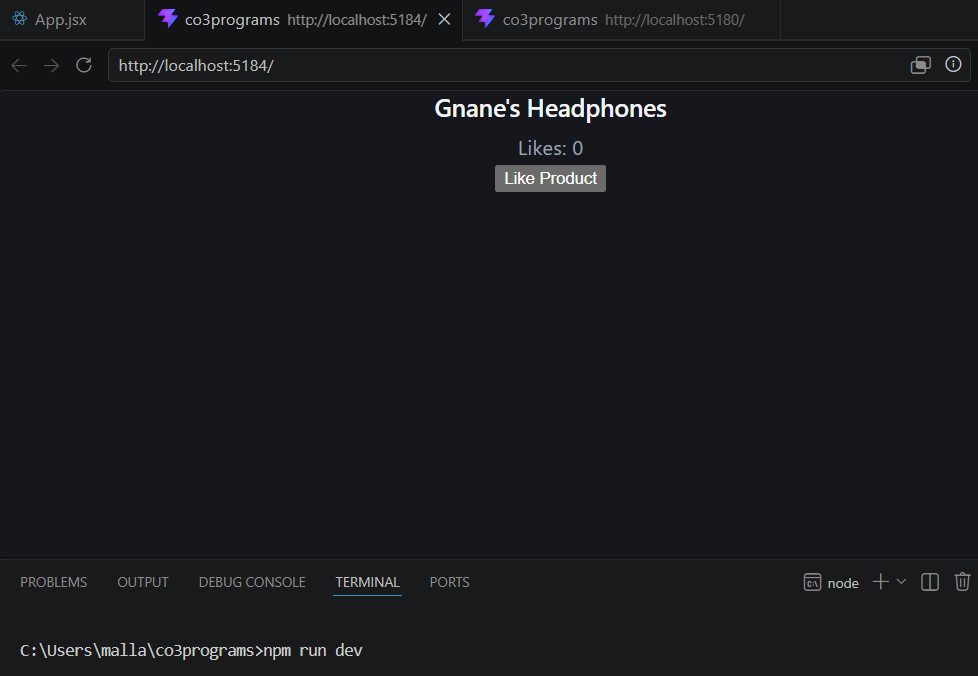 App.jsx co3programs http://localhost:5184/ co3programs http://localhost:5180/
http://localhost:5184/
Gnane's Headphones
Likes: 0
Like Product
PROBLEMS OUTPUT DEBUG CONSOLE TERMINAL PORTS node
C:\Users\malla\co3programs>npm run dev